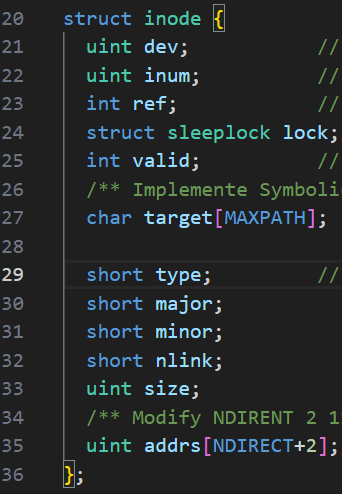 20 struct inode {
21 uint dev; //
22 uint inum; //
23 int ref; //
24 struct sleeplock lock;
25 int valid; //
26 /** Implemente Symboli
27 char target[MAXPATH];
28
29 short type; //
30 short major;
31 short minor;
32 short nlink;
33 uint size;
34 /** Modify NDIRENT 2 1
35 uint addrs[NDIRECT+2];
36 };